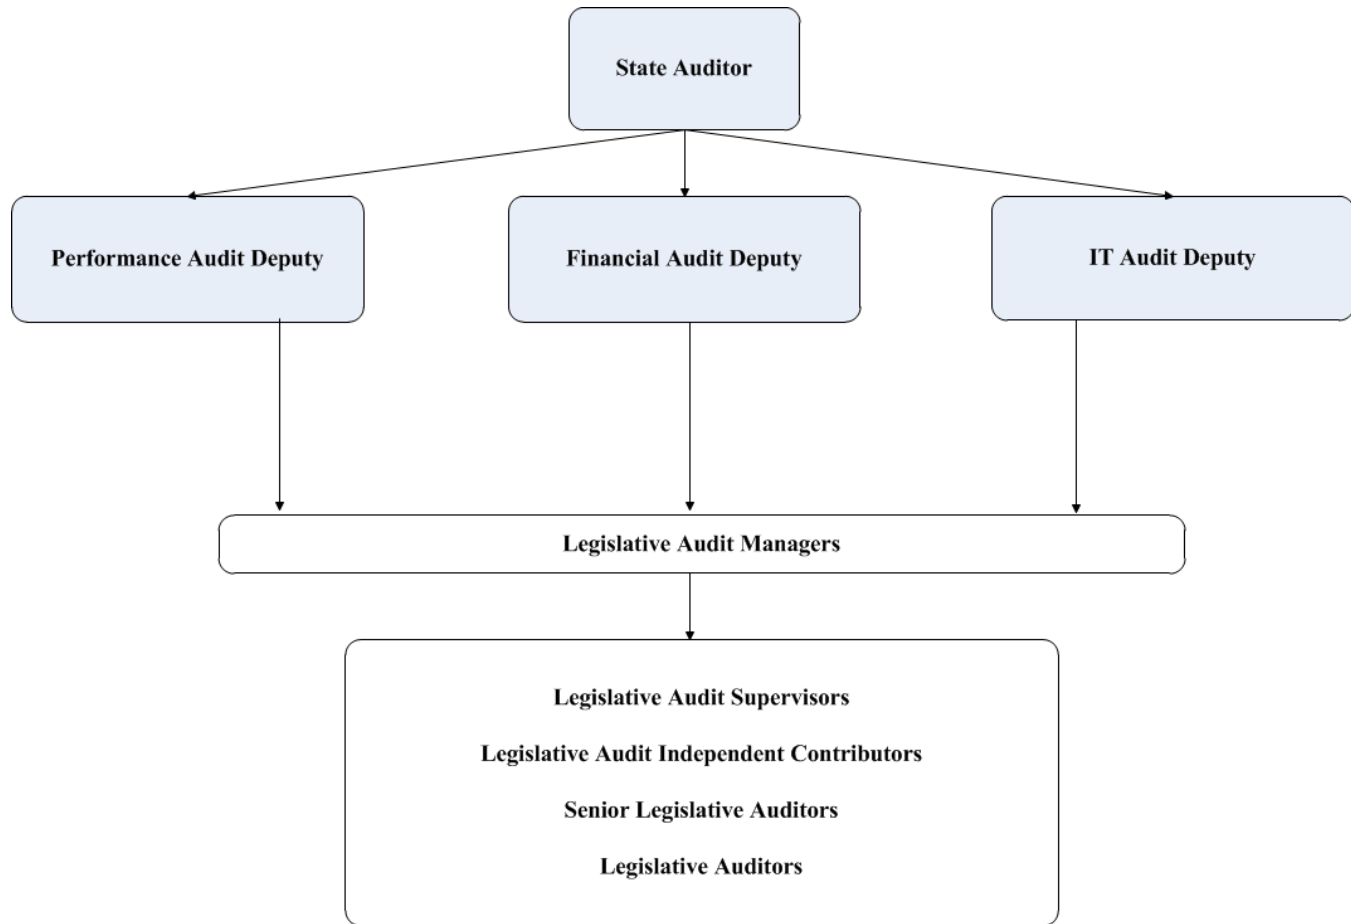 State Auditor
Performance Audit Deputy
Financial Audit Deputy
IT Audit Deputy
Legislative Audit Managers
Legislative Audit Supervisors
Legislative Audit Independent Contributors
Senior Legislative Auditors
Legislative Auditors